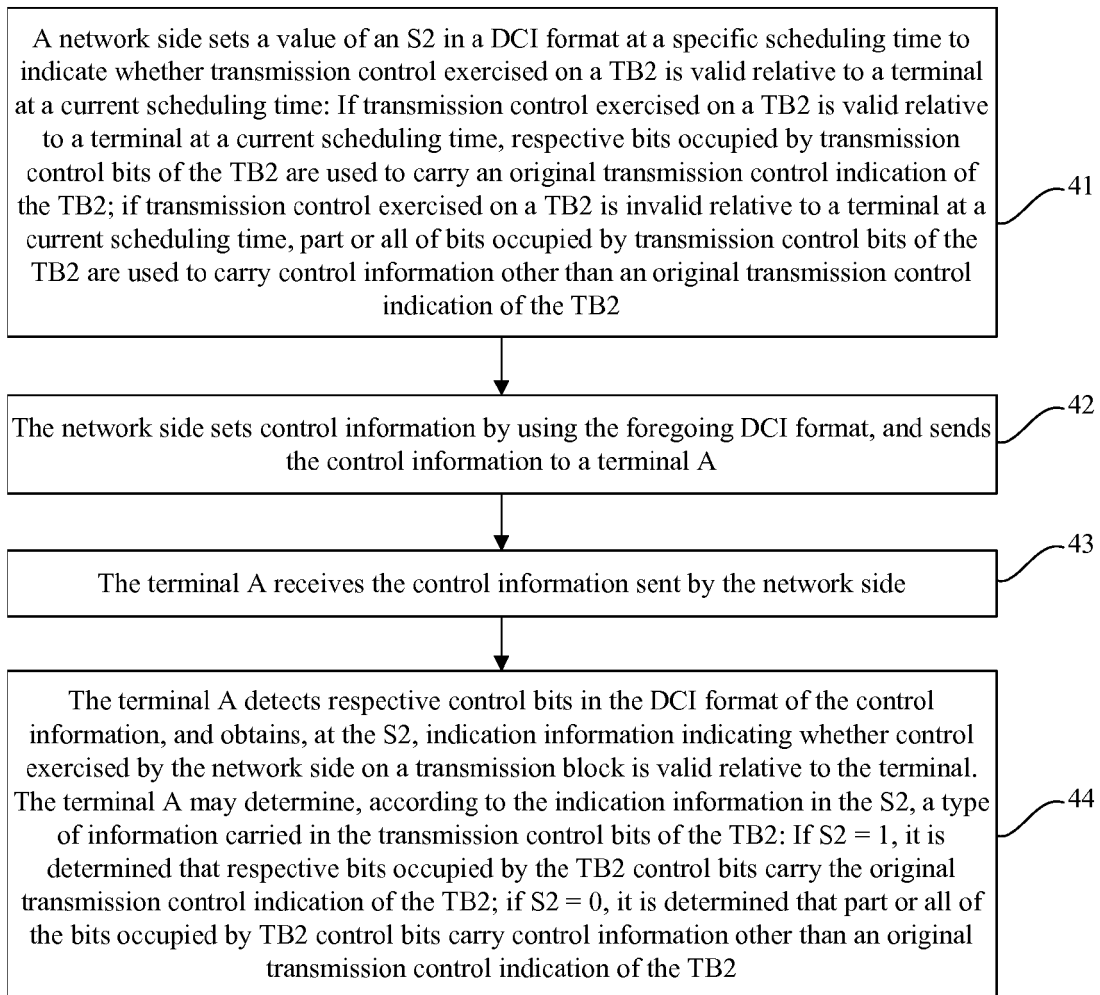 A network side sets a value of an S2 in a DCI format at a specific scheduling time to
indicate whether transmission control exercised on a TB2 is valid relative to a terminal
at a current scheduling time: If transmission control exercised on a TB2 is valid relative
to a terminal at a current scheduling time, respective bits occupied by transmission
control bits of the TB2 are used to carry an original transmission control indication of
the TB2; if transmission control exercised on a TB2 is invalid relative to a terminal at a
current scheduling time, part or all of bits occupied by transmission control bits of the
TB2 are used to carry control information other than an original transmission control
indication of the TB2
41
The network side sets control information by using the foregoing DCI format, and sends
the control information to a terminal A
42
The terminal A receives the control information sent by the network side
43
The terminal A detects respective control bits in the DCI format of the control
information, and obtains, at the S2, indication information indicating whether control
exercised by the network side on a transmission block is valid relative to the terminal.
The terminal A may determine, according to the indication information in the S2, a type
of information carried in the transmission control bits of the TB2: If S2 = 1, it is
determined that respective bits occupied by the TB2 control bits carry the original
transmission control indication of the TB2; if S2 = 0, it is determined that part or all of
the bits occupied by TB2 control bits carry control information other than an original
transmission control indication of the TB2
44